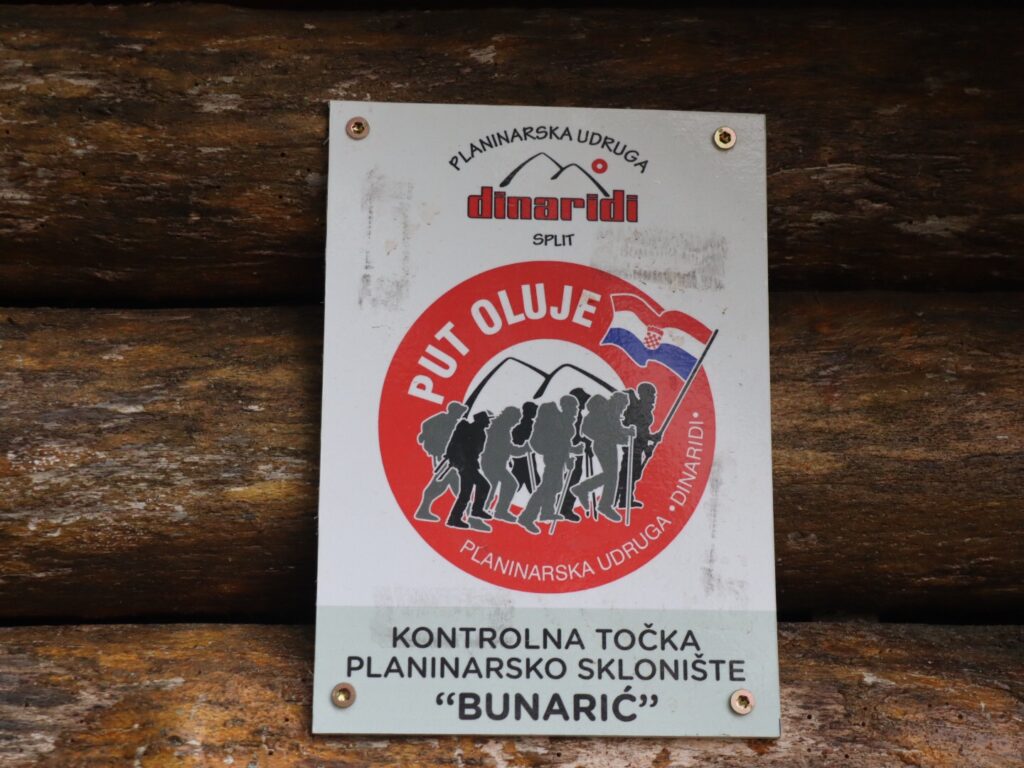 PLANINARSKA UDRUGA
dinaridi
SPLIT
PUT OLUJE
PLANINARSKA UDRUGA •DINARIDI•
KONTROLNA TOČKA
PLANINARSKO SKLONIŠTE
“BUNARIĆ”